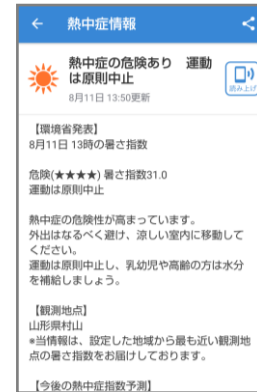 熱中症情報
熱中症の危険あり　運動
は原則中止
8月11日 13:50更新
読み上げ
【環境省発表】
8月11日 13時の暑さ指数
危険(★★★★) 暑さ指数31.0
運動は原則中止
熱中症の危険性が高まっています。
外出はなるべく避け、涼しい室内に移動して
ください。
運動は原則中止し、乳幼児や高齢の方は水分
を補給しましょう。
【観測地点】
山形県村山
*当情報は、設定した地域から最も近い観測地
点の暑さ指数をお届けしております。
【今後の熱中症指数予測】